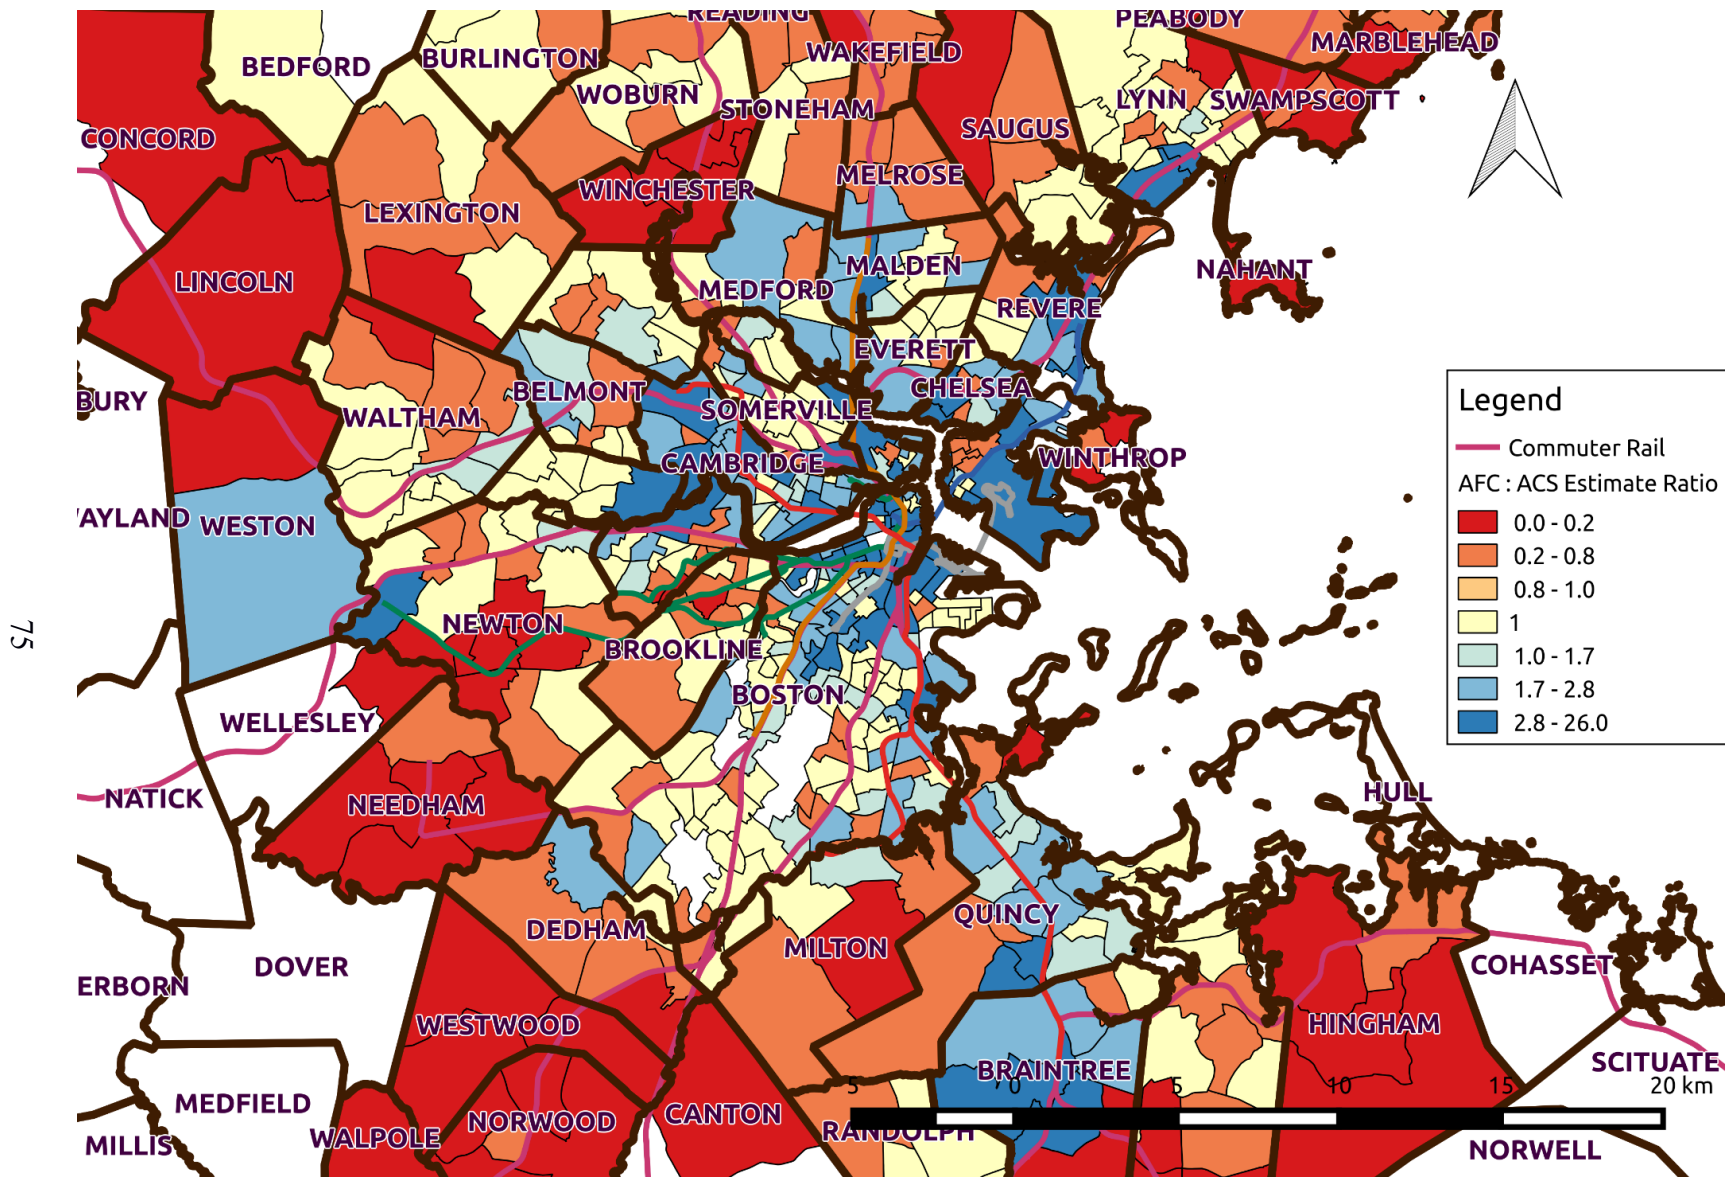 READING
PEABODY
MARBLEHEAD
BEDFORD
BURLINGTON
WAKEFIELD
WOBURN
STONEHAM
LYNN
SWAMPSCOTT
CONCORD
SAUGUS
WINCHESTER
MELROSE
LEXINGTON
LINCOLN
MEDFORD
MALDEN
NAHANT
REVERE
EVERETT
BURY
BELMONT
CHELSEA
WALTHAM
SOMERVILLE
CAMBRIDGE
WINTHROP
AYLAND
WESTON
Legend
Commuter Rail
AFC : ACS Estimate Ratio
0.0 - 0.2
0.2 - 0.8
0.8 - 1.0
1
1.0 - 1.7
1.7 - 2.8
2.8 - 26.0
75
NEWTON
BROOKLINE
BOSTON
WELLESLEY
NATICK
NEEDHAM
HULL
DEDHAM
QUINCY
MILTON
DOVER
COHASSET
ERBORN
WESTWOOD
HINGHAM
SCITUATE
BRAINTREE
5 0 5 10 15 20 km
MEDFIELD
NORWOOD
CANTON
RANDOLPH
MILLIS
WALPOLE
NORWELL